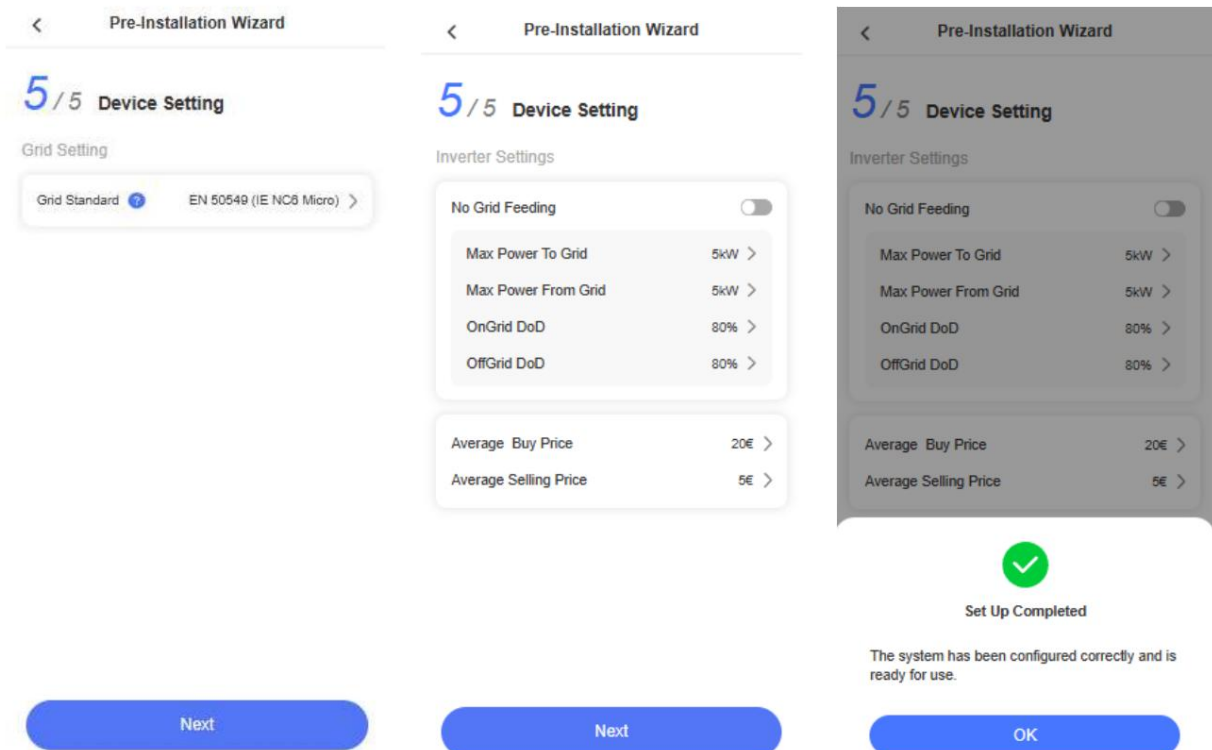 Pre-Installation Wizard
5 / 5 Device Setting
Grid Setting
Grid Standard ? EN 50549 (IE NC6 Micro)
Next
Pre-Installation Wizard
5 / 5 Device Setting
Inverter Settings
No Grid Feeding
Max Power To Grid 5kW
Max Power From Grid 5kW
OnGrid DoD 80%
OffGrid DoD 80%
Average Buy Price 20€
Average Selling Price 5€
Next
Pre-Installation Wizard
5 / 5 Device Setting
Inverter Settings
No Grid Feeding
Max Power To Grid 5kW
Max Power From Grid 5kW
OnGrid DoD 80%
OffGrid DoD 80%
Average Buy Price 20€
Average Selling Price 5€
Set Up Completed
The system has been configured correctly and is
ready for use.
OK